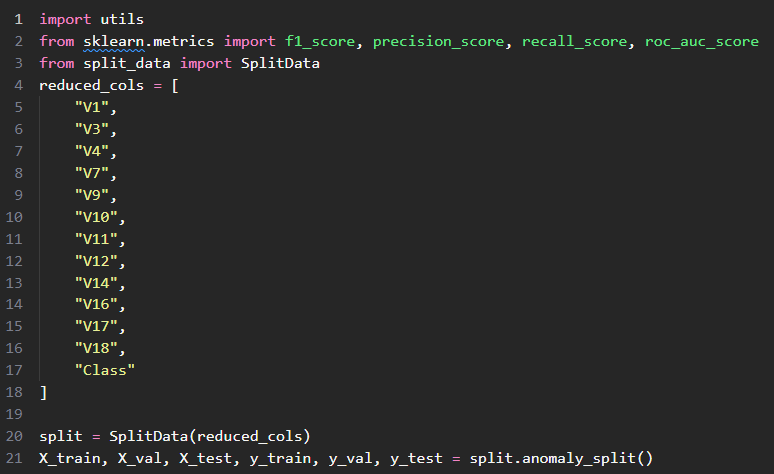 1 import utils
2 from sklearn.metrics import f1_score, precision_score, recall_score, roc_auc_score
3 from split_data import SplitData
4 reduced_cols = [
5     "V1",
6     "V3",
7     "V4",
8     "V7",
9     "V9",
10     "V10",
11     "V11",
12     "V12",
13     "V14",
14     "V16",
15     "V17",
16     "V18",
17     "Class"
18 ]
19
20 split = SplitData(reduced_cols)
21 X_train, X_val, X_test, y_train, y_val, y_test = split.anomaly_split()